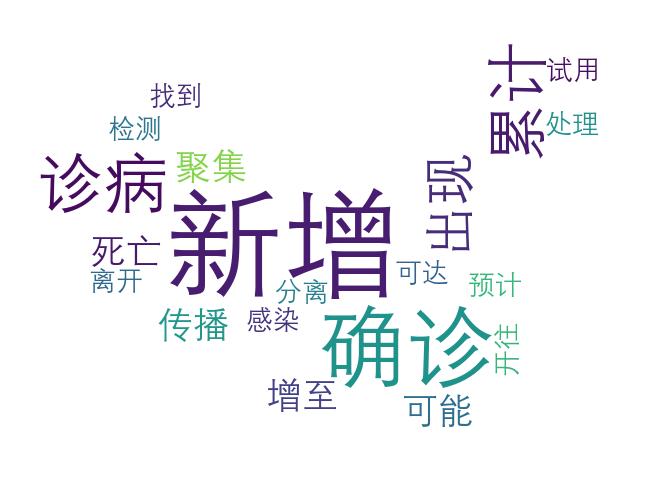 累计
试用
找到
处理
检测
诊病
聚集
出现
新增
死亡
离开
可达
分离
预计
传播
感染
确诊
开往
增至
可能